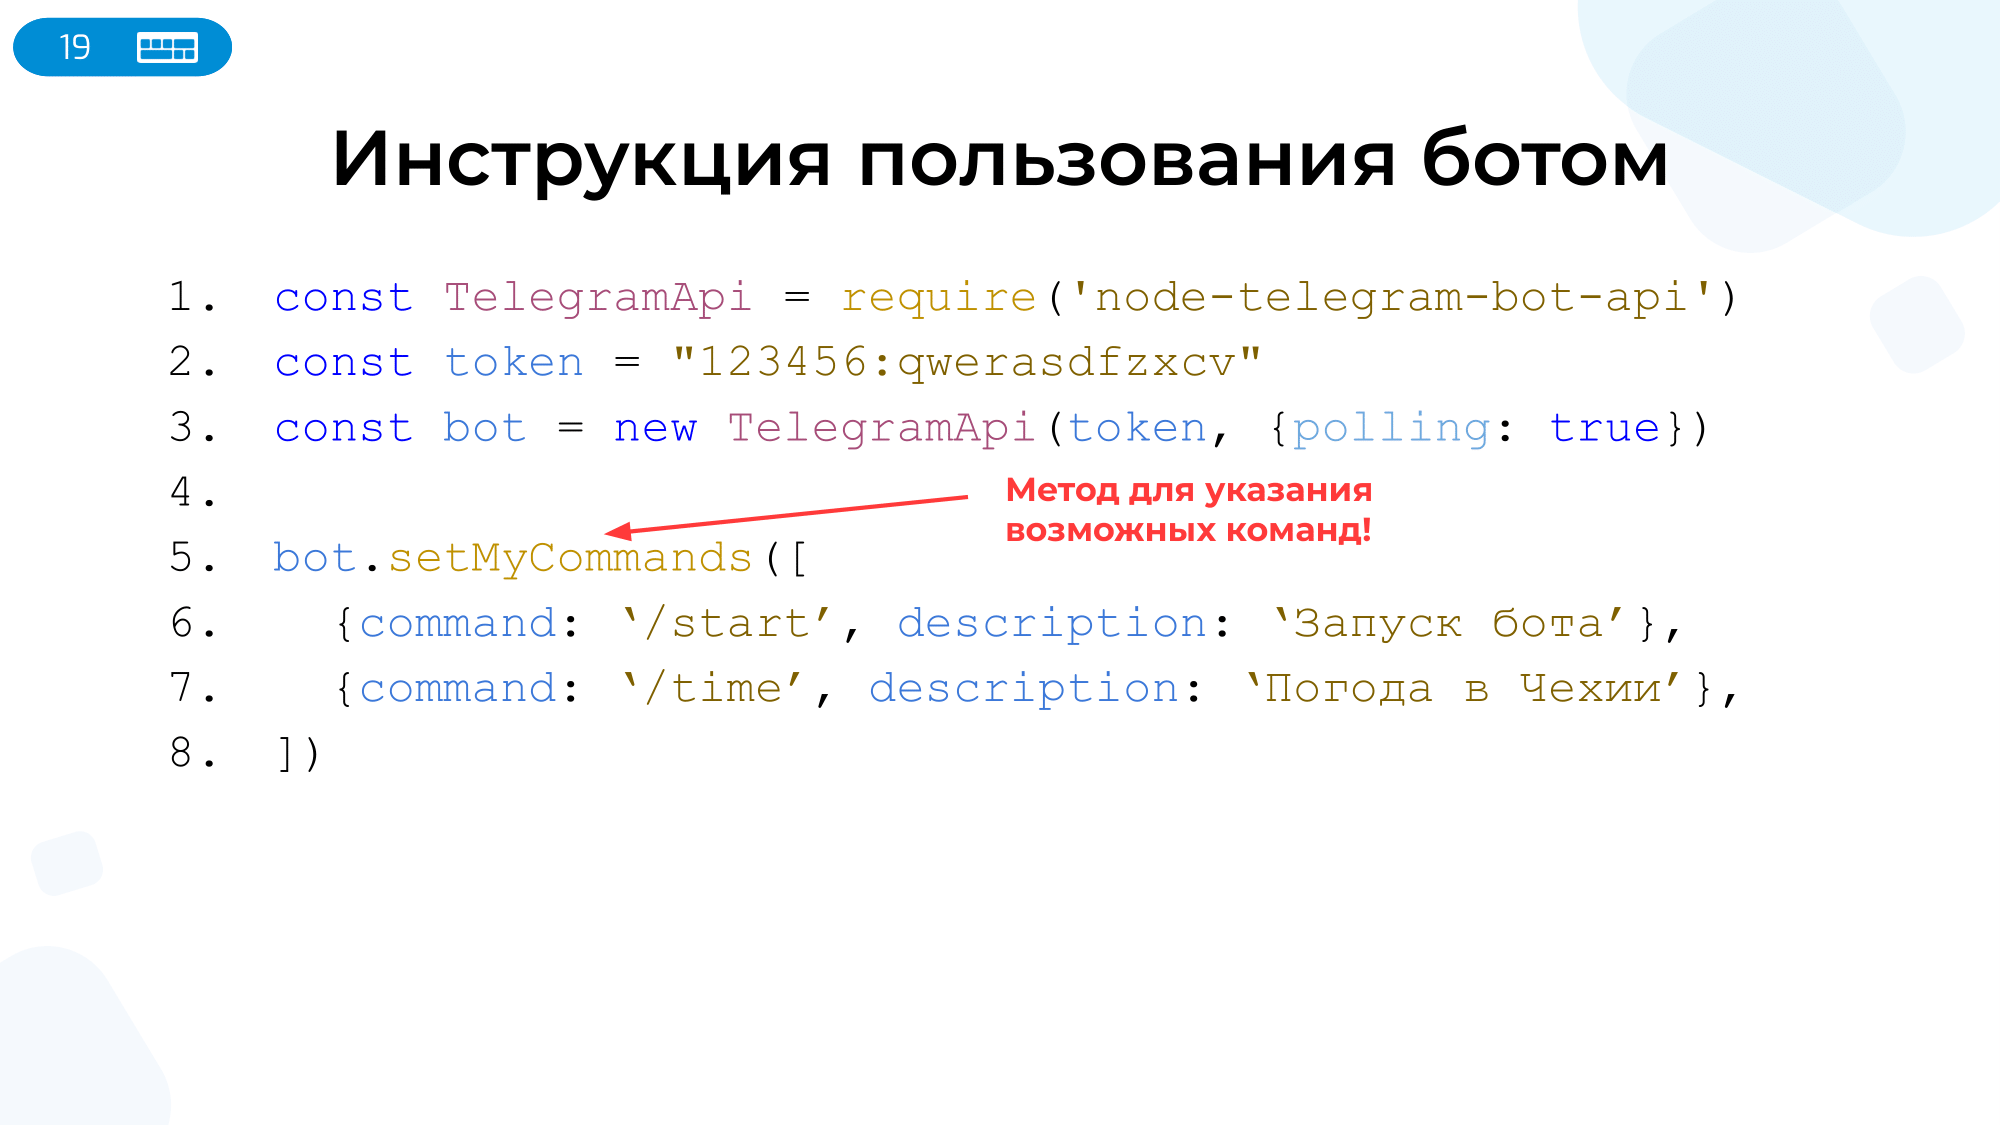 19
Инструкция пользования ботом
1. const TelegramApi = require('node-telegram-bot-api')
2. const token = "123456:qwerasdfzxcv"
3. const bot = new TelegramApi(token, {polling: true})
4.
Метод для указания
возможных команд!
5. bot.setMyCommands([
6. {command: ‘/start’, description: ‘Запуск бота’},
7. {command: ‘/time’, description: ‘Погода в Чехии’},
8. ])